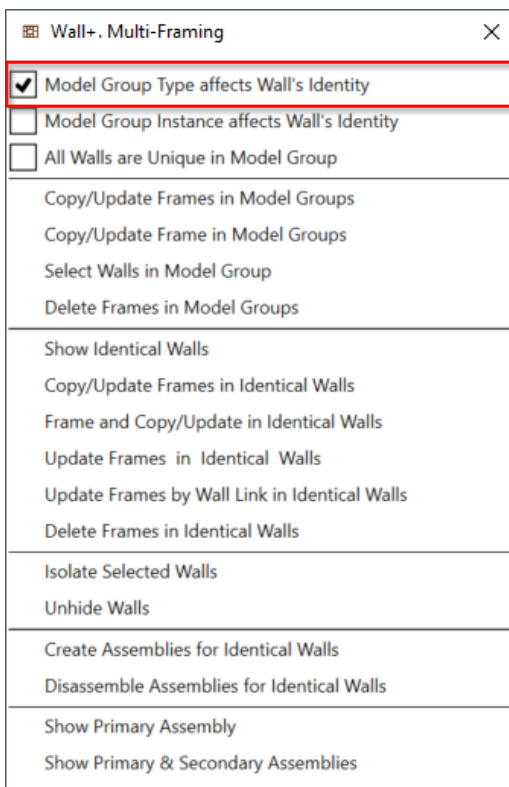 Wall+. Multi-Framing
Model Group Type affects Wall's Identity
Model Group Instance affects Wall's Identity
All Walls are Unique in Model Group
Copy/Update Frames in Model Groups
Copy/Update Frame in Model Groups
Select Walls in Model Group
Delete Frames in Model Groups
Show Identical Walls
Copy/Update Frames in Identical Walls
Frame and Copy/Update in Identical Walls
Update Frames in Identical Walls
Update Frames by Wall Link in Identical Walls
Delete Frames in Identical Walls
Isolate Selected Walls
Unhide Walls
Create Assemblies for Identical Walls
Disassemble Assemblies for Identical Walls
Show Primary Assembly
Show Primary & Secondary Assemblies